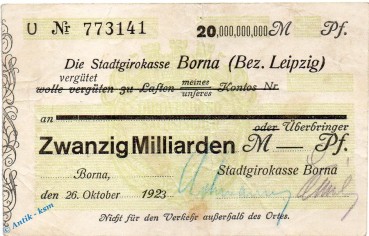 U № 773141 20,000,000,000 M Pf.
Die Stadtgirokasse Borna (Bez. Leipzig)
vergütet
wolle vergüten zu Lasten meines unseres Kontos Nr.
an oder Überbringer
Zwanzig Milliarden M — Pf.
Borna, Stadtgirokasse Borna
den 26. Oktober 1923
Nicht für den Verkehr außerhalb des Ortes.
© Antik - ksm